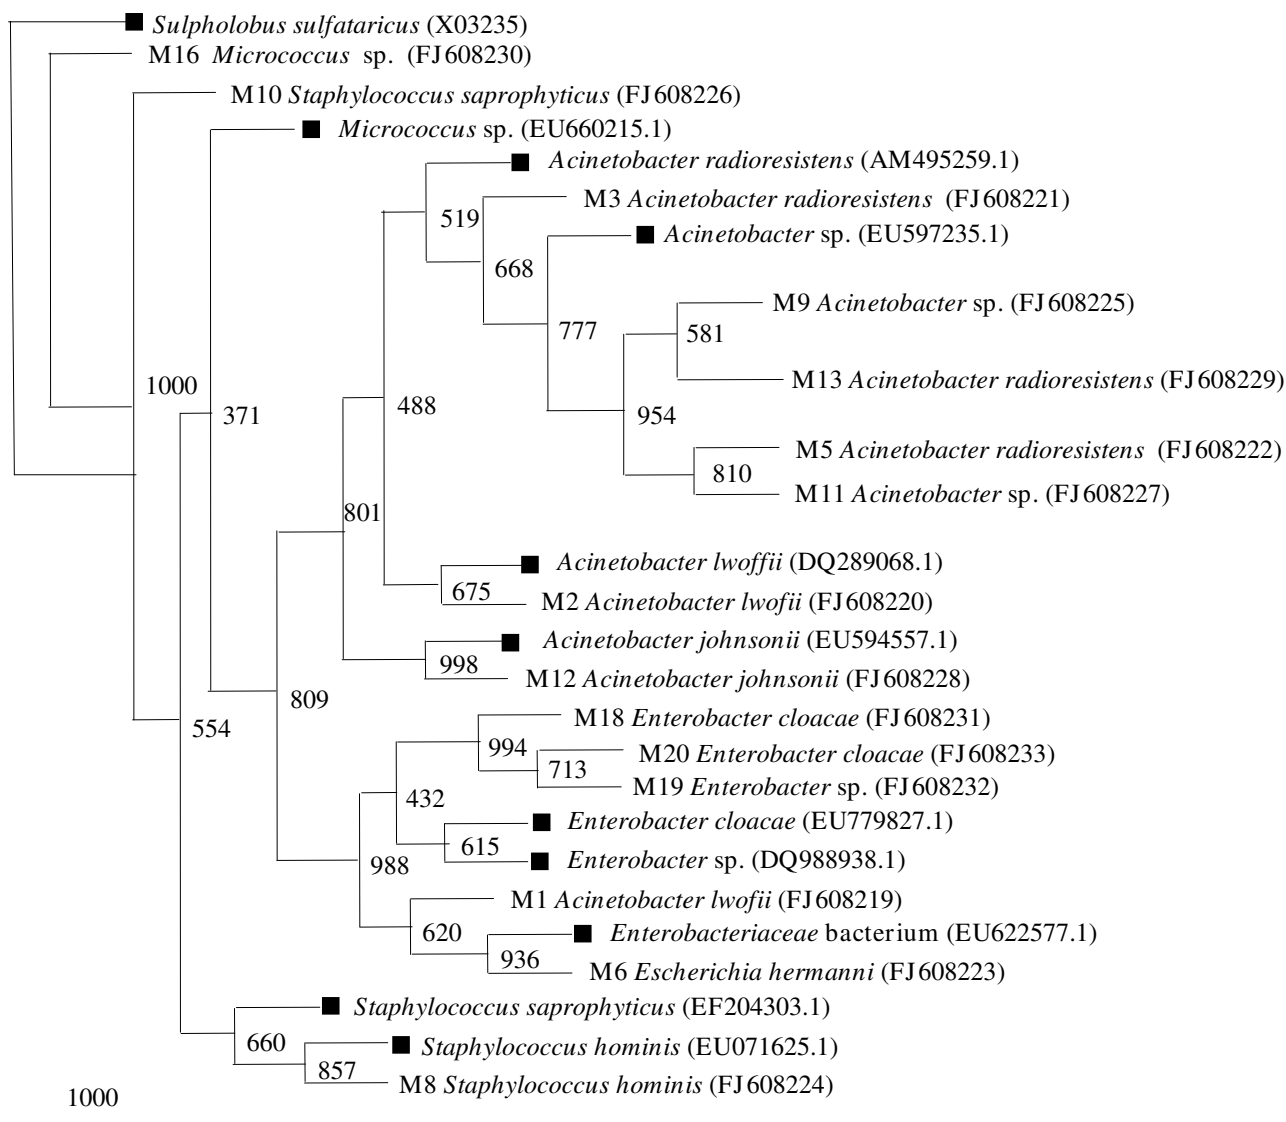 Sulpholobus sulfataricus (X03235)
M16 Micrococcus sp. (FJ608230)
M10 Staphylococcus saprophyticus (FJ608226)
Micrococcus sp. (EU660215.1)
Acinetobacter radioresistens (AM495259.1)
M3 Acinetobacter radioresistens (FJ608221)
519
Acinetobacter sp. (EU597235.1)
668
M9 Acinetobacter sp. (FJ608225)
777
581
M13 Acinetobacter radioresistens (FJ608229)
1000
488
371
954
M5 Acinetobacter radioresistens (FJ608222)
810
M11 Acinetobacter sp. (FJ608227)
801
Acinetobacter lwoffii (DQ289068.1)
675
M2 Acinetobacter lwofii (FJ608220)
Acinetobacter johnsonii (EU594557.1)
998
M12 Acinetobacter johnsonii (FJ608228)
809
M18 Enterobacter cloacae (FJ608231)
554
994
M20 Enterobacter cloacae (FJ608233)
713
M19 Enterobacter sp. (FJ608232)
432
Enterobacter cloacae (EU779827.1)
615
Enterobacter sp. (DQ988938.1)
988
M1 Acinetobacter lwofii (FJ608219)
620
Enterobacteriaceae bacterium (EU622577.1)
936
M6 Escherichia hermanni (FJ608223)
Staphylococcus saprophyticus (EF204303.1)
660
Staphylococcus hominis (EU071625.1)
857
M8 Staphylococcus hominis (FJ608224)
1000